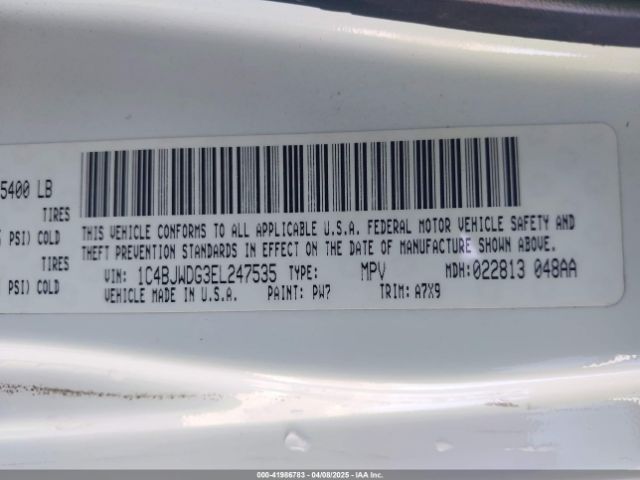 5400 LB
TIRES
PSI) COLD
TIRES
PSI) COLD
THIS VEHICLE CONFORMS TO ALL APPLICABLE U.S.A. FEDERAL MOTOR VEHICLE SAFETY AND
THEFT PREVENTION STANDARDS IN EFFECT ON THE DATE OF MANUFACTURE SHOWN ABOVE.
VIN: 1C4BJWDG3EL247535 TYPE: MPV MDH:022813 048AA
VEHICLE MADE IN U.S.A. PAINT: PW7 TRIM: A7X9
000-41986783 - 04/08/2025 - IAAI.COM